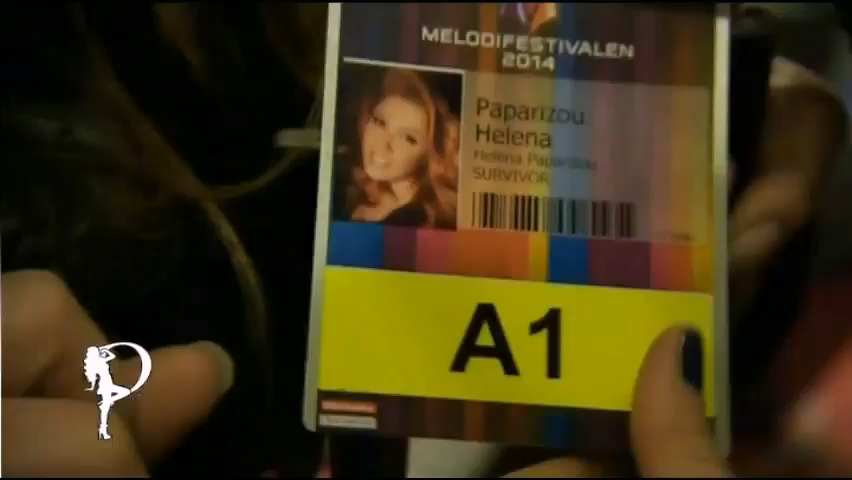 MELODIFESTIVALEN
2014
Paparizou
Helena
Helena Paparizou
SURVIVOR
A1